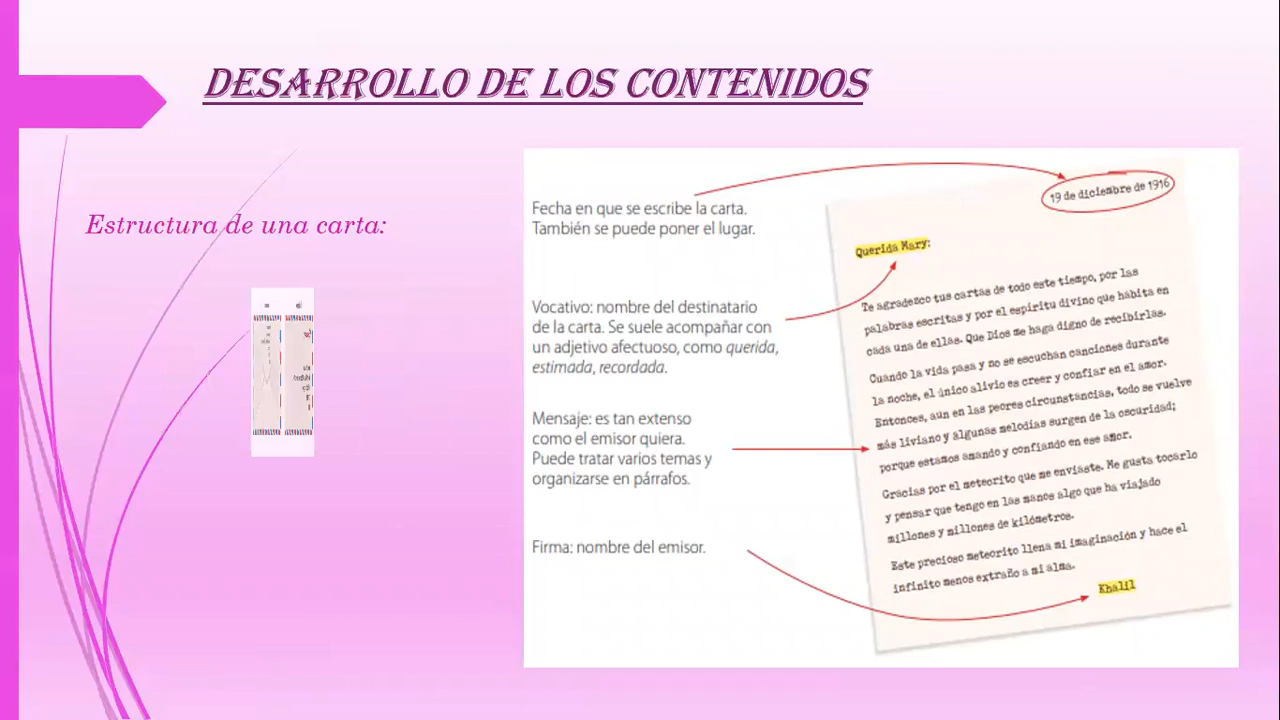 DESARROLLO DE LOS CONTENIDOS
Estructura de una carta:
Fecha en que se escribe la carta.
También se puede poner el lugar.
Vocativo: nombre del destinatario
de la carta. Se suele acompañar con
un adjetivo afectuoso, como querida,
estimada, recordada.
Mensaje: es tan extenso
como el emisor quiera.
Puede tratar varios temas y
organizarse en párrafos.
Firma: nombre del emisor.
19 de diciembre de 1916
Querida Mary:
Te agradezco tus cartas de todo este tiempo, por las
palabras escritas y por el espíritu divino que habita en
cada una de ellas. Que Dios me haga digno de recibirlas.
Cuando la vida pasa y no se escuchan canciones durante
la noche, el único alivio es creer y confiar en el amor.
Entonces, aun en las peores circunstancias, todo se vuelve
más liviano y algunas melodías surgen de la oscuridad;
porque estamos amando y confiando en ese amor.
Gracias por el meteorito que me enviaste. Me gusta tocarlo
y pensar que tengo en las manos algo que ha viajado
millones y millones de kilómetros.
Este precioso meteorito llena mi imaginación y hace el
infinito menos extraño a mi alma.
Khalil